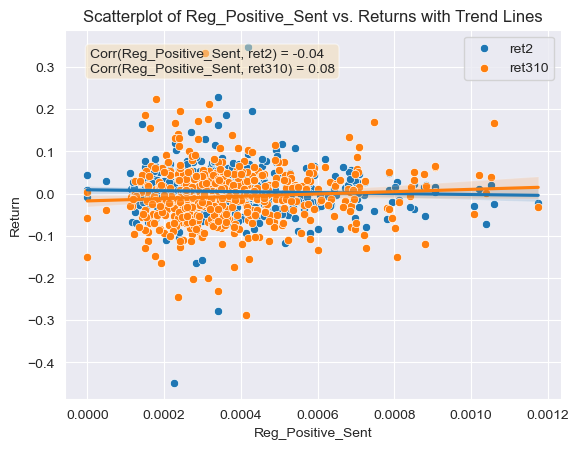 Scatterplot of Reg_Positive_Sent vs. Returns with Trend Lines
Corr(Reg_Positive_Sent, ret2) = -0.04
Corr(Reg_Positive_Sent, ret310) = 0.08
ret2
ret310
0.3
0.2
0.1
0.0
−0.1
−0.2
−0.3
−0.4
Return
0.0000 0.0002 0.0004 0.0006 0.0008 0.0010 0.0012
Reg_Positive_Sent